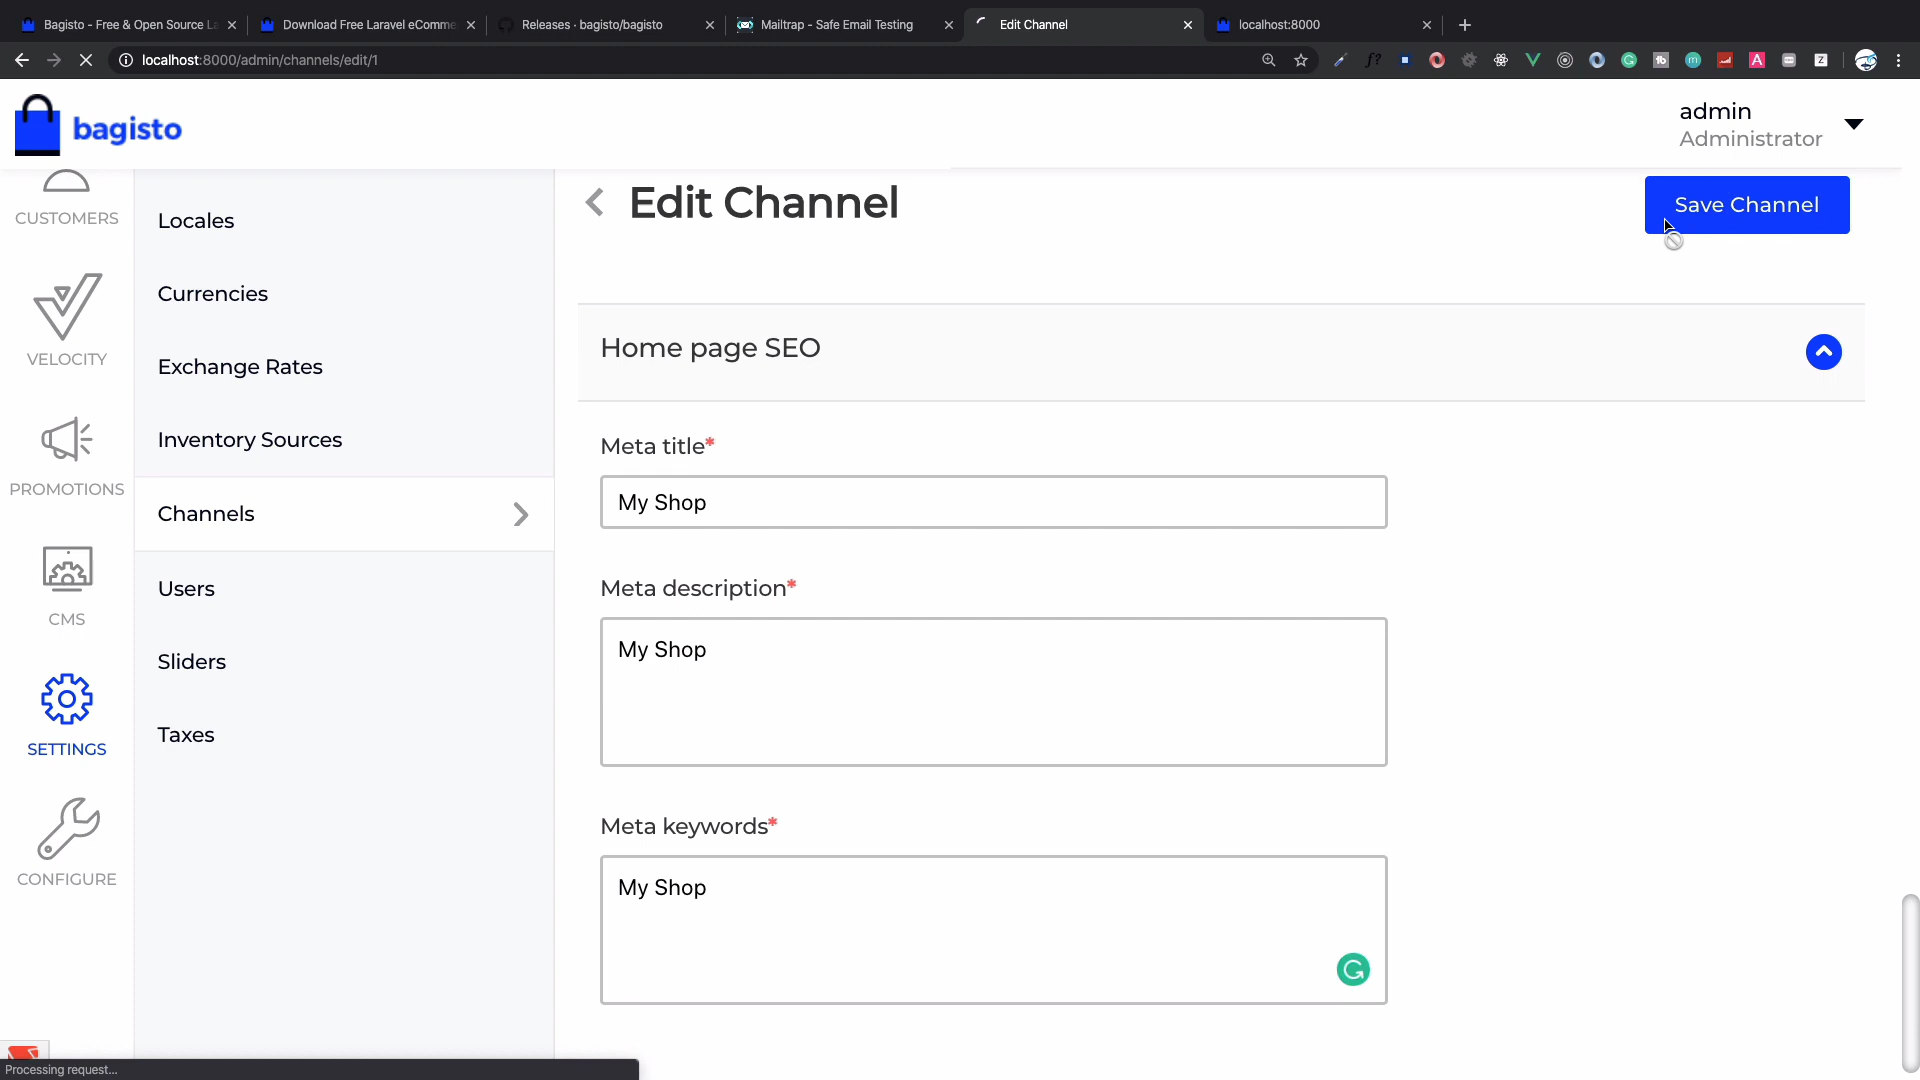 Bagisto - Free & Open Source La
Download Free Laravel eComme
Releases · bagisto/bagisto
Mailtrap - Safe Email Testing
Edit Channel
localhost:8000
localhost:8000/admin/channels/edit/1
bagisto
admin
Administrator
CUSTOMERS
VELOCITY
PROMOTIONS
CMS
SETTINGS
CONFIGURE
Locales
Currencies
Exchange Rates
Inventory Sources
Channels
Users
Sliders
Taxes
Edit Channel
Save Channel
Home page SEO
Meta title*
My Shop
Meta description*
My Shop
Meta keywords*
My Shop
Processing request...